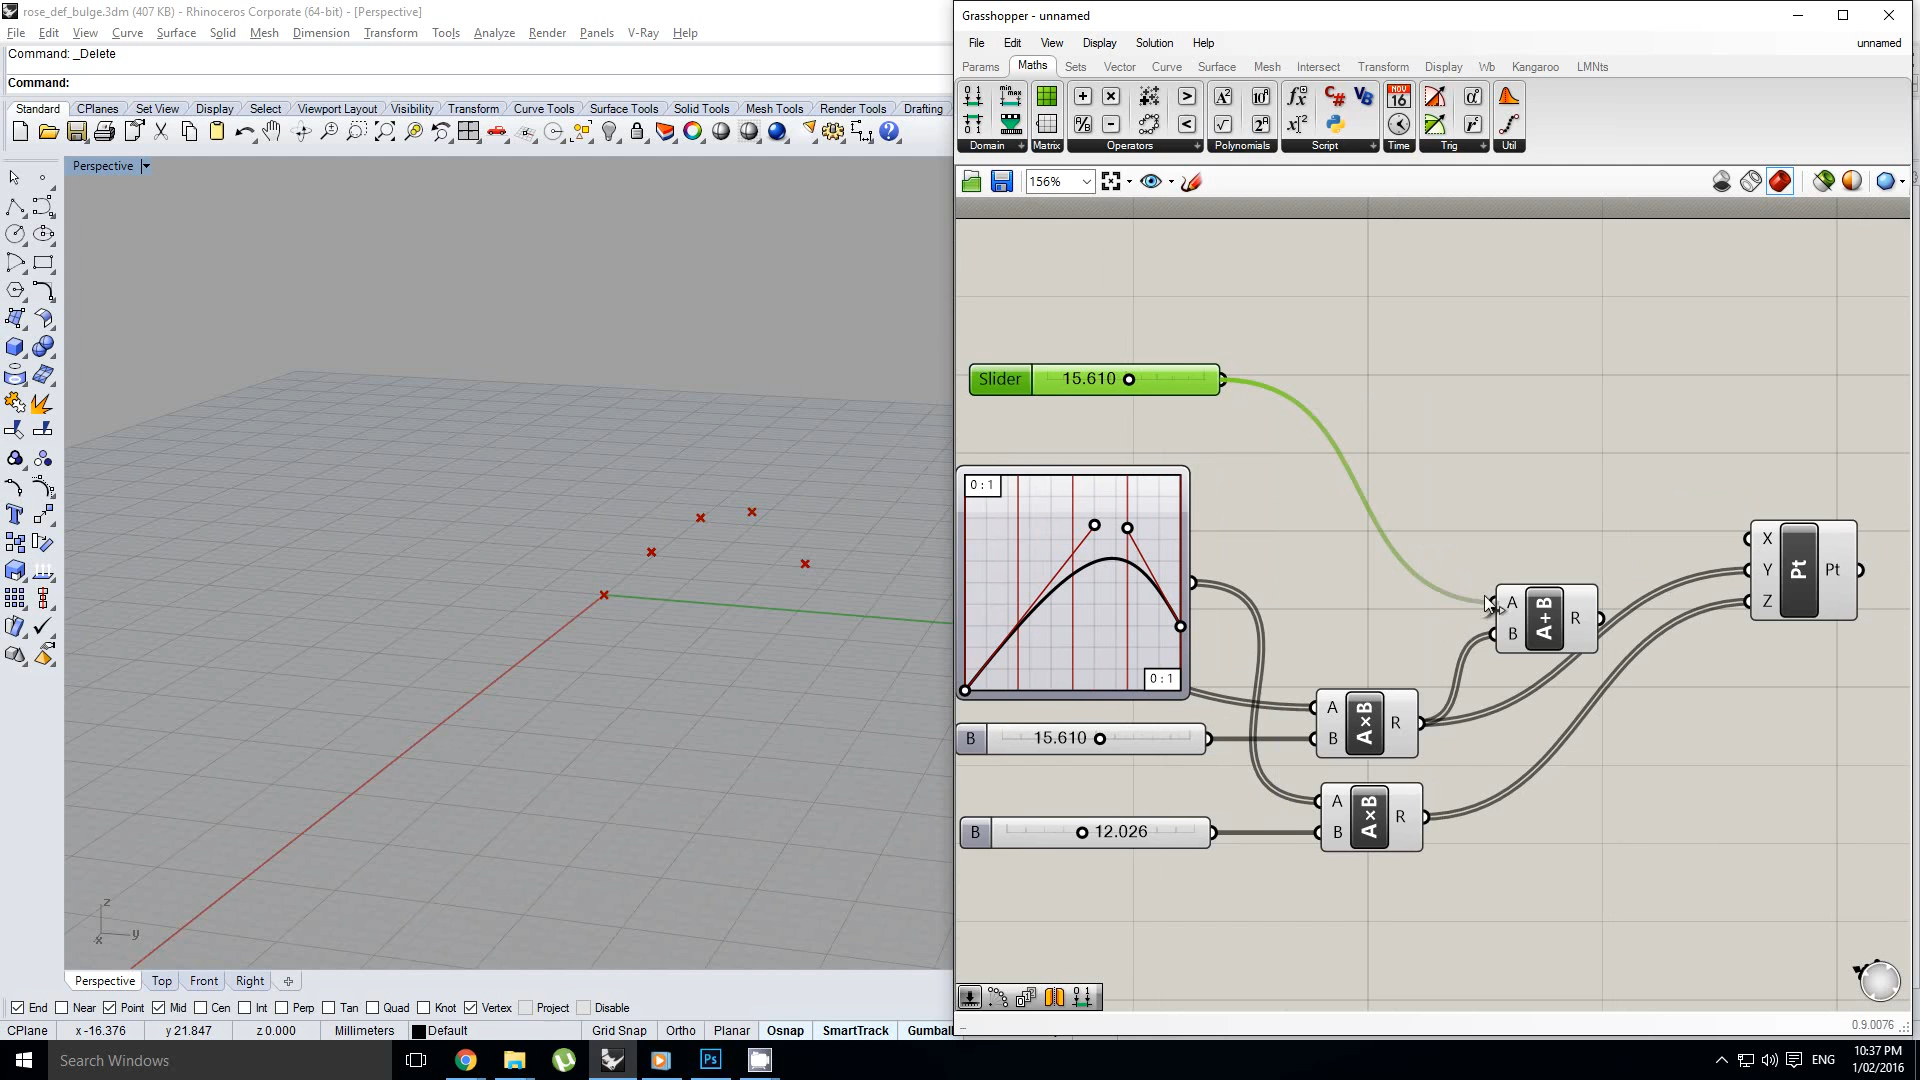 rose_def_bulge.3dm (407 KB) - Rhinoceros Corporate (64-bit) - [Perspective]
File Edit View Curve Surface Solid Mesh Dimension Transform Tools Analyze Render Panels V-Ray Help
Command: _Delete
Command:
Standard CPlanes Set View Display Select Viewport Layout Visibility Transform Curve Tools Surface Tools Solid Tools Mesh Tools Render Tools Drafting
Perspective
z
y
x
Perspective Top Front Right
End Near Point Mid Cen Int Perp Tan Quad Knot Vertex Project Disable
CPlane x -16.376 y 21.847 z 0.000 Millimeters Default Grid Snap Ortho Planar Osnap SmartTrack Gumball
Grasshopper - unnamed
File Edit View Display Solution Help unnamed
Params Maths Sets Vector Curve Surface Mesh Intersect Transform Display Wb Kangaroo LMNts
Domain Matrix Operators Polynomials Script Time Trig Util
156%
Slider 15.610
0 : 1
0 : 1
B 15.610
B 12.026
A B A×B R
A B A×B R
A B A+B R
X Y Z Pt Pt
0.9.0076
Search Windows
Ps
ENG
10:37 PM
1/02/2016